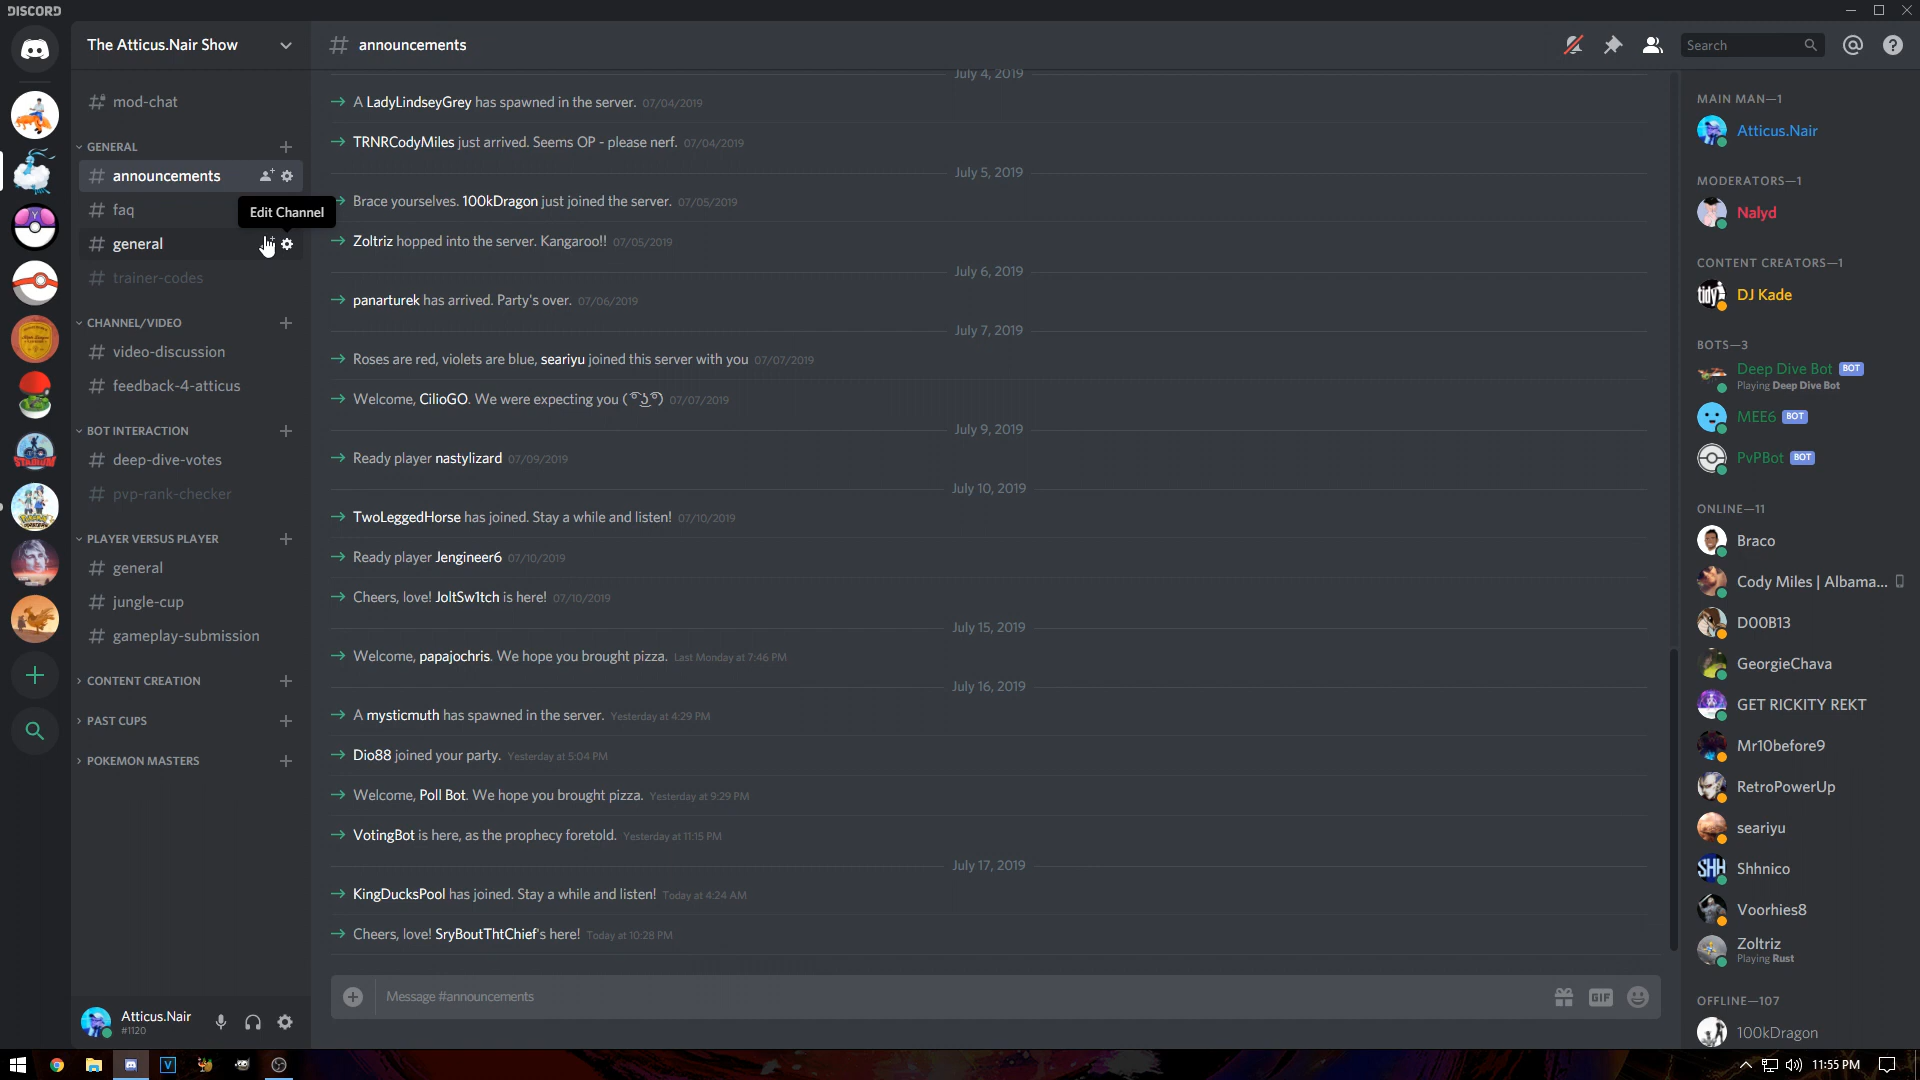 DISCORD
The Atticus.Nair Show
mod-chat
GENERAL
announcements
faq
Edit Channel
general
trainer-codes
CHANNEL/VIDEO
video-discussion
feedback-4-atticus
BOT INTERACTION
deep-dive-votes
pvp-rank-checker
PLAYER VERSUS PLAYER
general
jungle-cup
gameplay-submission
CONTENT CREATION
PAST CUPS
POKEMON MASTERS
Atticus.Nair
#1120
# announcements
Search
July 4, 2019
A LadyLindseyGrey has spawned in the server. 07/04/2019
TRNRCodyMiles just arrived. Seems OP - please nerf. 07/04/2019
July 5, 2019
Brace yourselves. 100kDragon just joined the server. 07/05/2019
Zoltriz hopped into the server. Kangaroo!! 07/05/2019
July 6, 2019
panarturek has arrived. Party's over. 07/06/2019
July 7, 2019
Roses are red, violets are blue, seariyu joined this server with you 07/07/2019
Welcome, CilioGO. We were expecting you ( ͡° ͜ʖ ͡°) 07/07/2019
July 9, 2019
Ready player nastylizard 07/09/2019
July 10, 2019
TwoLeggedHorse has joined. Stay a while and listen! 07/10/2019
Ready player Jengineer6 07/10/2019
Cheers, love! JoltSw1tch is here! 07/10/2019
July 15, 2019
Welcome, papajochris. We hope you brought pizza. Last Monday at 7:46 PM
July 16, 2019
A mysticmuth has spawned in the server. Yesterday at 4:29 PM
Dio88 joined your party. Yesterday at 5:04 PM
Welcome, Poll Bot. We hope you brought pizza. Yesterday at 9:29 PM
VotingBot is here, as the prophecy foretold. Yesterday at 11:15 PM
July 17, 2019
KingDucksPool has joined. Stay a while and listen! Today at 4:24 AM
Cheers, love! SryBoutThtChief's here! Today at 10:28 PM
Message #announcements
GIF
MAIN MAN—1
Atticus.Nair
MODERATORS—1
Nalyd
CONTENT CREATORS—1
tidy
DJ Kade
BOTS—3
Deep Dive Bot BOT
Playing Deep Dive Bot
MEE6 BOT
PvPBot BOT
ONLINE—11
Braco
Cody Miles | Albama...
D00B13
GeorgieChava
GET RICKITY REKT
Mr10before9
RetroPowerUp
seariyu
SHH
Shhnico
Voorhies8
Zoltriz
Playing Rust
OFFLINE—107
100kDragon
11:55 PM